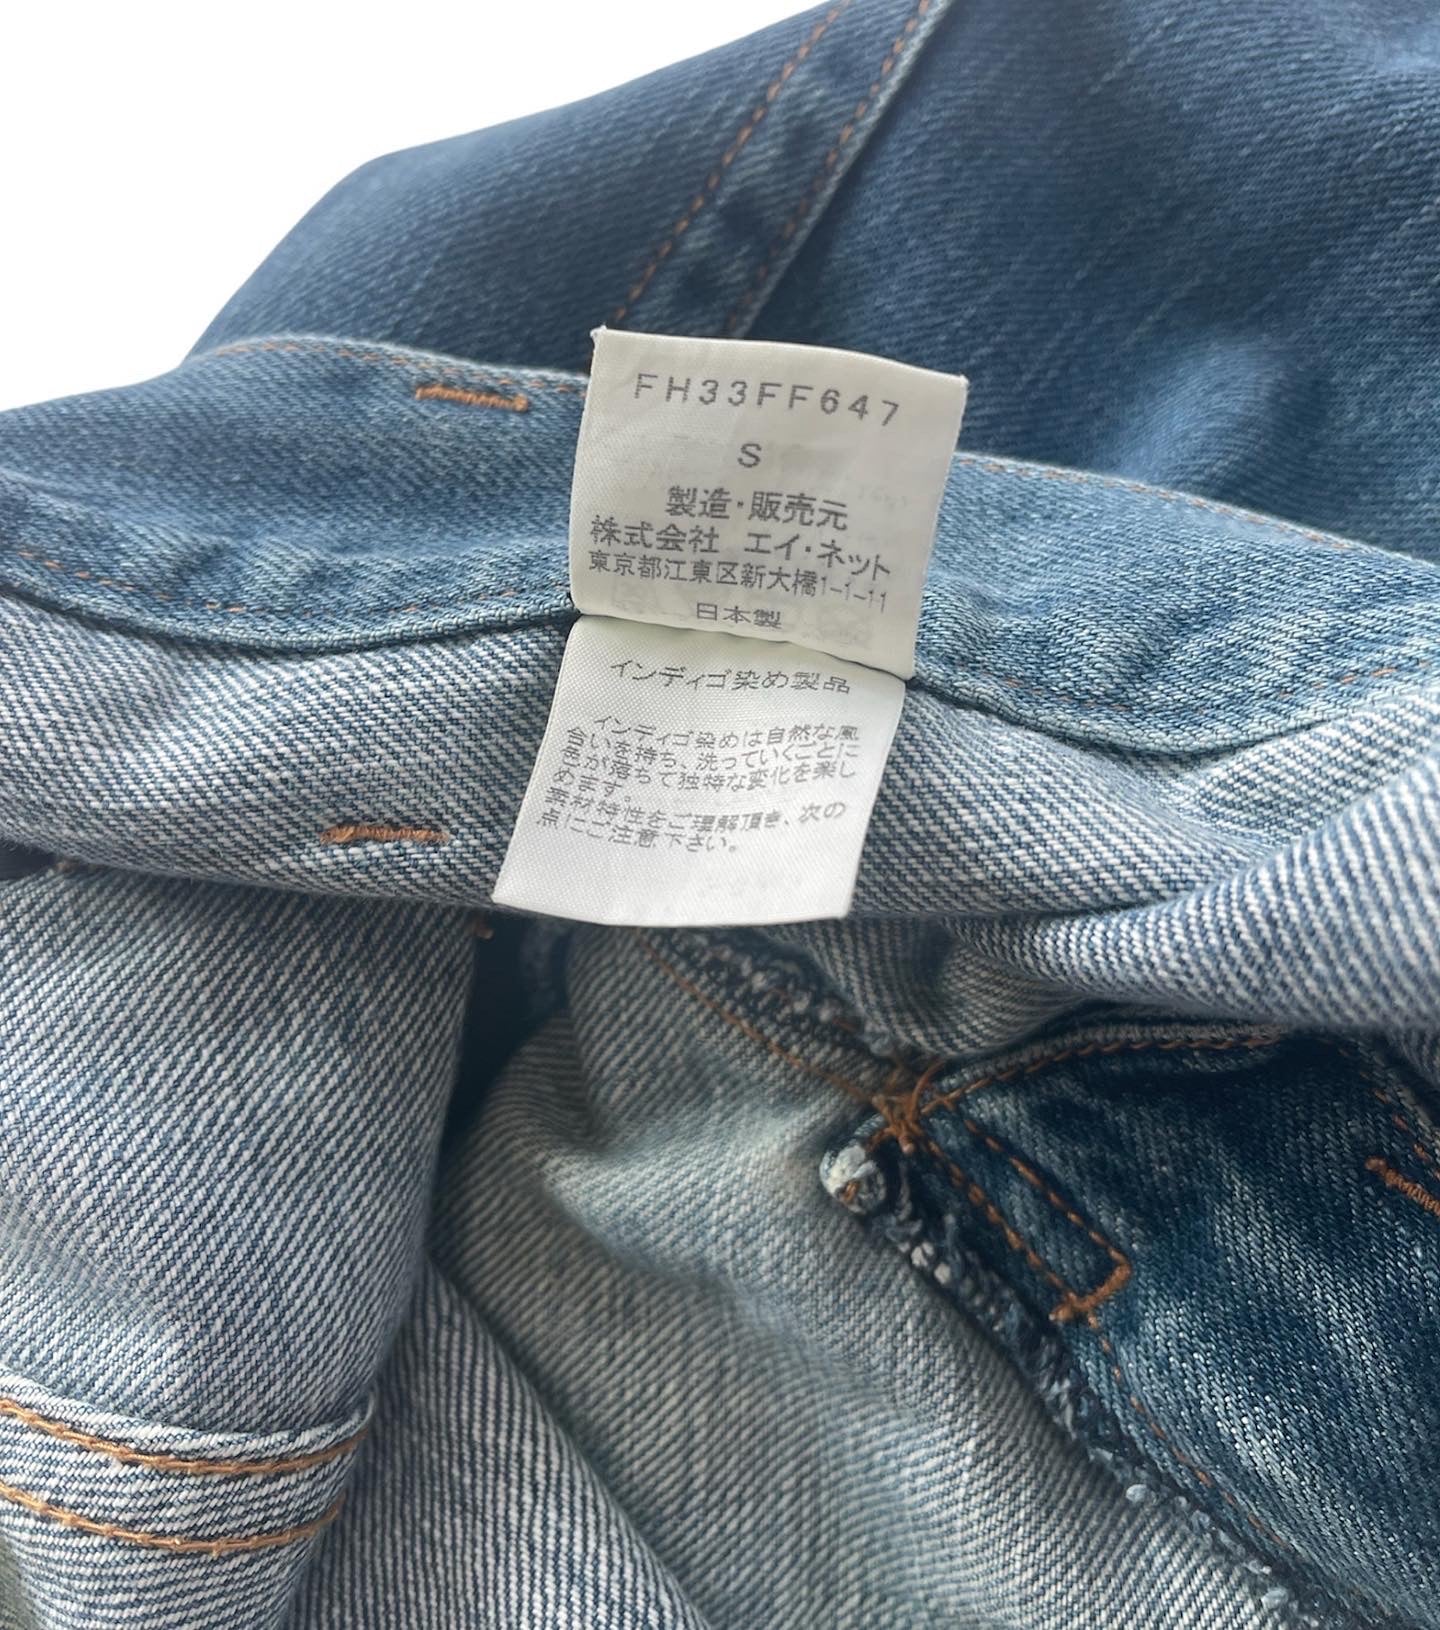 FH33FF647
S
製造・販売元
株式会社 エイ・ネット
東京都江東区新大橋1-1-11
日本製
インディゴ染め製品
インディゴ染めは自然な風
合いを持ち、洗っていくごとに
色が落ちて独特な変化を楽し
めます。
素材特性をご理解頂き、次の
点にご注意下さい。